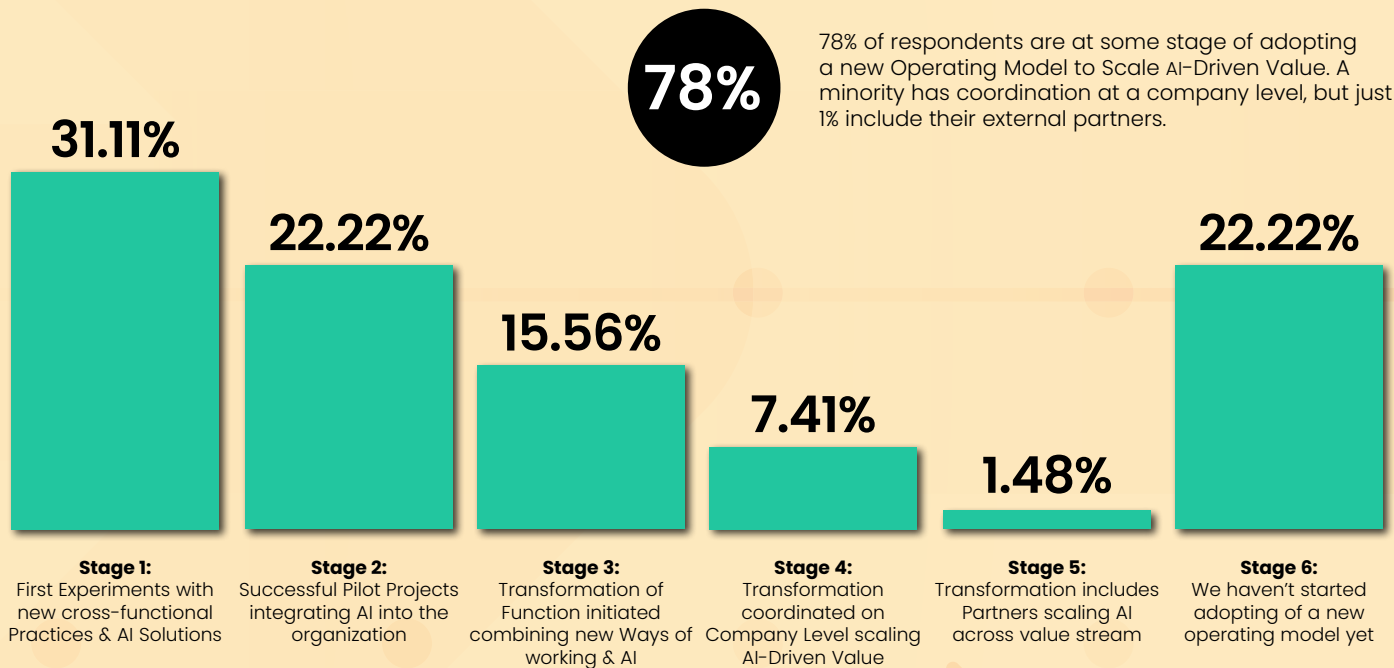 78%
78% of respondents are at some stage of adopting
a new Operating Model to Scale AI-Driven Value. A
minority has coordination at a company level, but just
1% include their external partners.
31.11%
22.22%
15.56%
7.41%
1.48%
22.22%
Stage 1:
First Experiments with
new cross-functional
Practices & AI Solutions
Stage 2:
Successful Pilot Projects
integrating AI into the
organization
Stage 3:
Transformation of
Function initiated
combining new Ways of
working & AI
Stage 4:
Transformation
coordinated on
Company Level scaling
AI-Driven Value
Stage 5:
Transformation includes
Partners scaling AI
across value stream
Stage 6:
We haven't started
adopting of a new
operating model yet